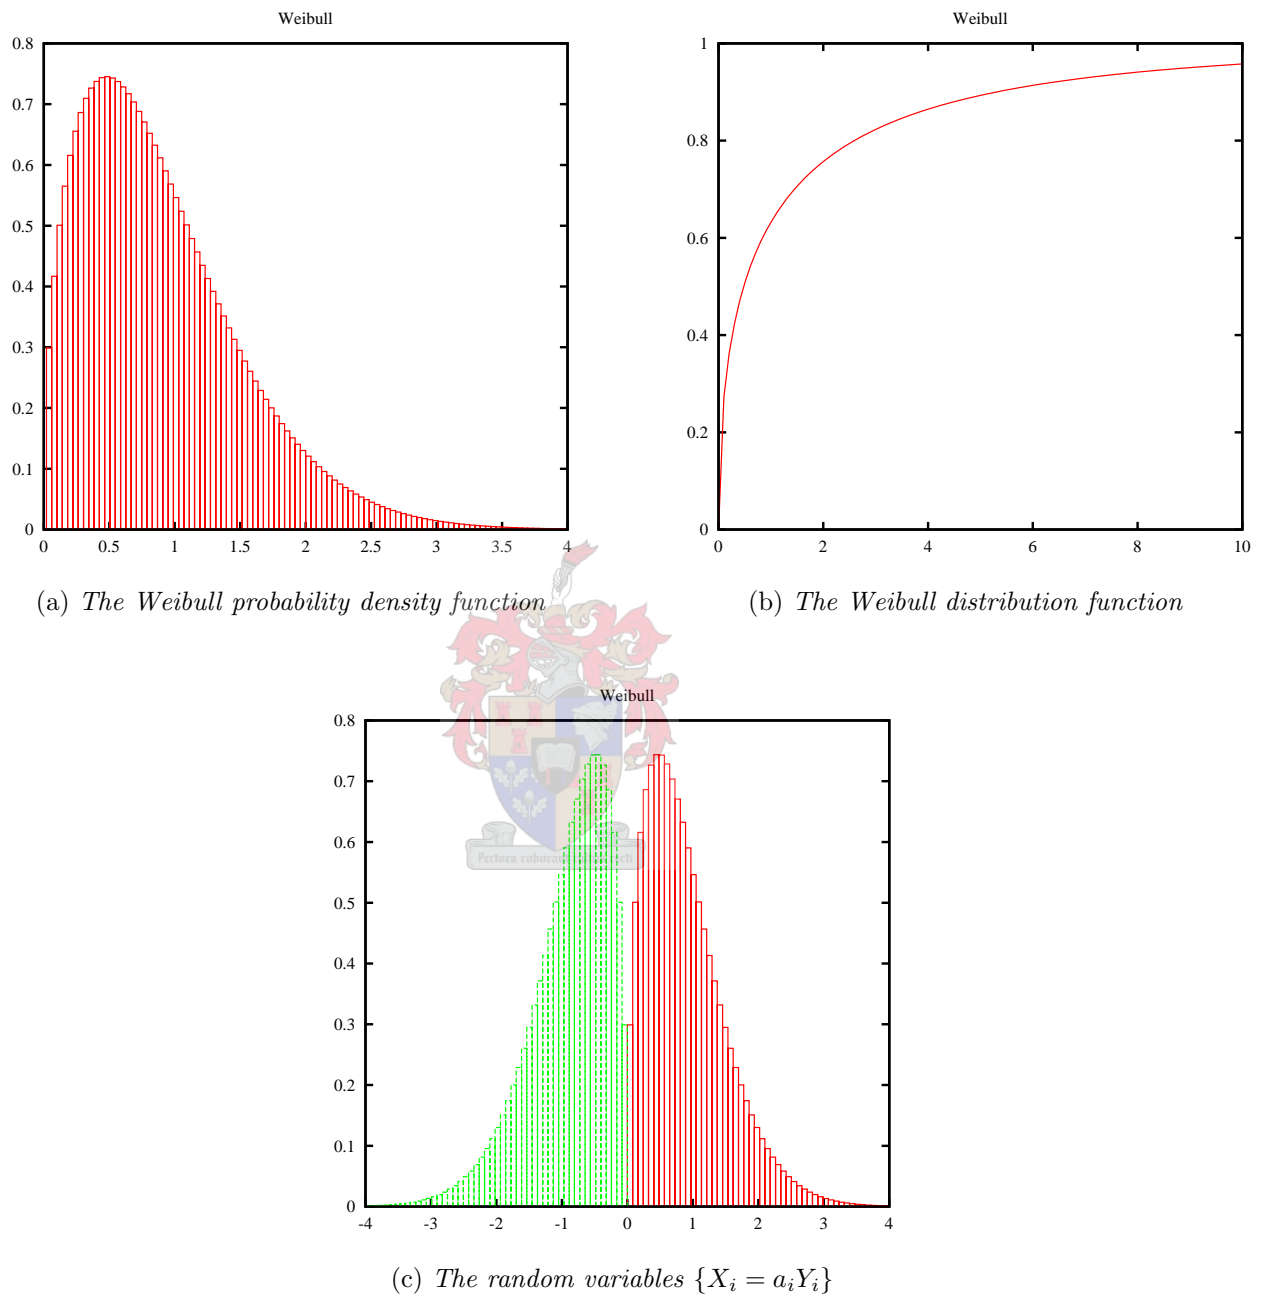 Weibull
0.8
0.7
0.6
0.5
0.4
0.3
0.2
0.1
0
0 0.5 1 1.5 2 2.5 3 3.5 4
(a) The Weibull probability density function
Weibull
1
0.8
0.6
0.4
0.2
0
0 2 4 6 8 10
(b) The Weibull distribution function
Weibull
0.8
0.7
0.6
0.5
0.4
0.3
0.2
0.1
0
-4 -3 -2 -1 0 1 2 3 4
Pectora
(c) The random variables {X_i = a_iY_i}